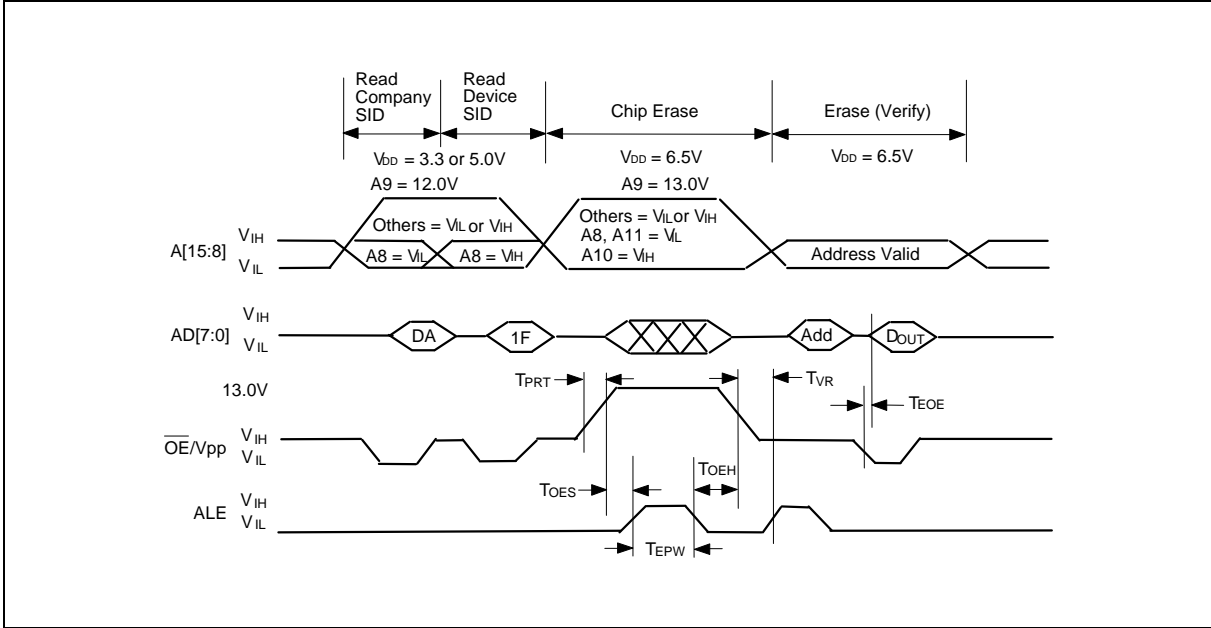 Read Company SID
Read Device SID
Chip Erase
Erase (Verify)
VDD = 3.3 or 5.0V
VDD = 6.5V
VDD = 6.5V
A9 = 12.0V
A9 = 13.0V
Others = VIL or VIH
Others = VIL or VIH
A8, A11 = VIL
A10 = VIH
A[15:8]
VIH
VIL
A8 = VIL
A8 = VIH
Address Valid
AD[7:0]
VIH
VIL
DA
1F
Add
DOUT
13.0V
TPRT
TVR
TEOE
OE/Vpp
VIH
VIL
TOES
TOEH
ALE
VIH
VIL
TEPW